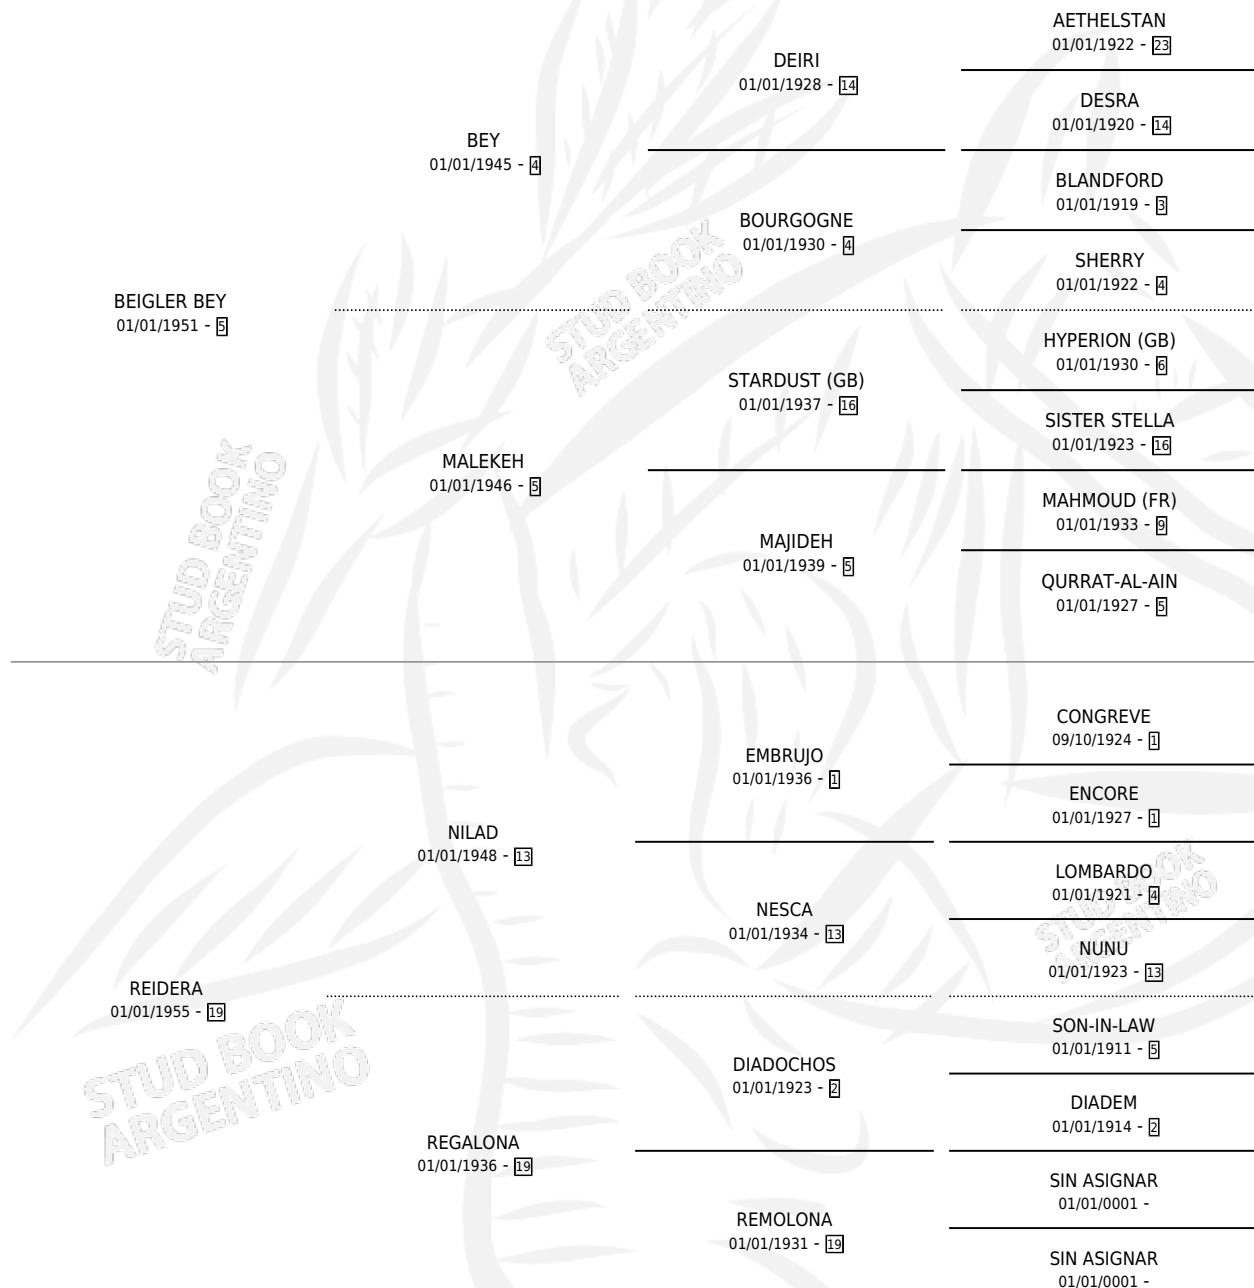 AETHELSTAN
01/01/1922 - 23
DEIRI
01/01/1928 - 14
DESRA
01/01/1920 - 14
BEY
01/01/1945 - 4
BLANDFORD
01/01/1919 - 3
BOURGOGNE
01/01/1930 - 4
SHERRY
01/01/1922 - 4
STUD BOOK
ARGENTINO
BEIGLER BEY
01/01/1951 - 5
HYPERION (GB)
01/01/1930 - 6
STARDUST (GB)
01/01/1937 - 16
SISTER STELLA
01/01/1923 - 16
MALEKEH
01/01/1946 - 5
MAHMOUD (FR)
01/01/1933 - 9
MAJIDEH
01/01/1939 - 5
QURRAT-AL-AIN
01/01/1927 - 5
STUD BOOK
ARGENTINO
CONGREVE
09/10/1924 - 1
EMBRUJO
01/01/1936 - 1
ENCORE
01/01/1927 - 1
NILAD
01/01/1948 - 13
LOMBARDO
01/01/1921 - 4
NESCA
01/01/1934 - 13
NUNU
01/01/1923 - 13
STUD BOOK
ARGENTINO
REIDERA
01/01/1955 - 19
SON-IN-LAW
01/01/1911 - 5
DIADOCHOS
01/01/1923 - 2
DIADEM
01/01/1914 - 2
STUD BOOK
ARGENTINO
REGALONA
01/01/1936 - 19
SIN ASIGNAR
01/01/0001 -
REMOLONA
01/01/1931 - 19
SIN ASIGNAR
01/01/0001 -